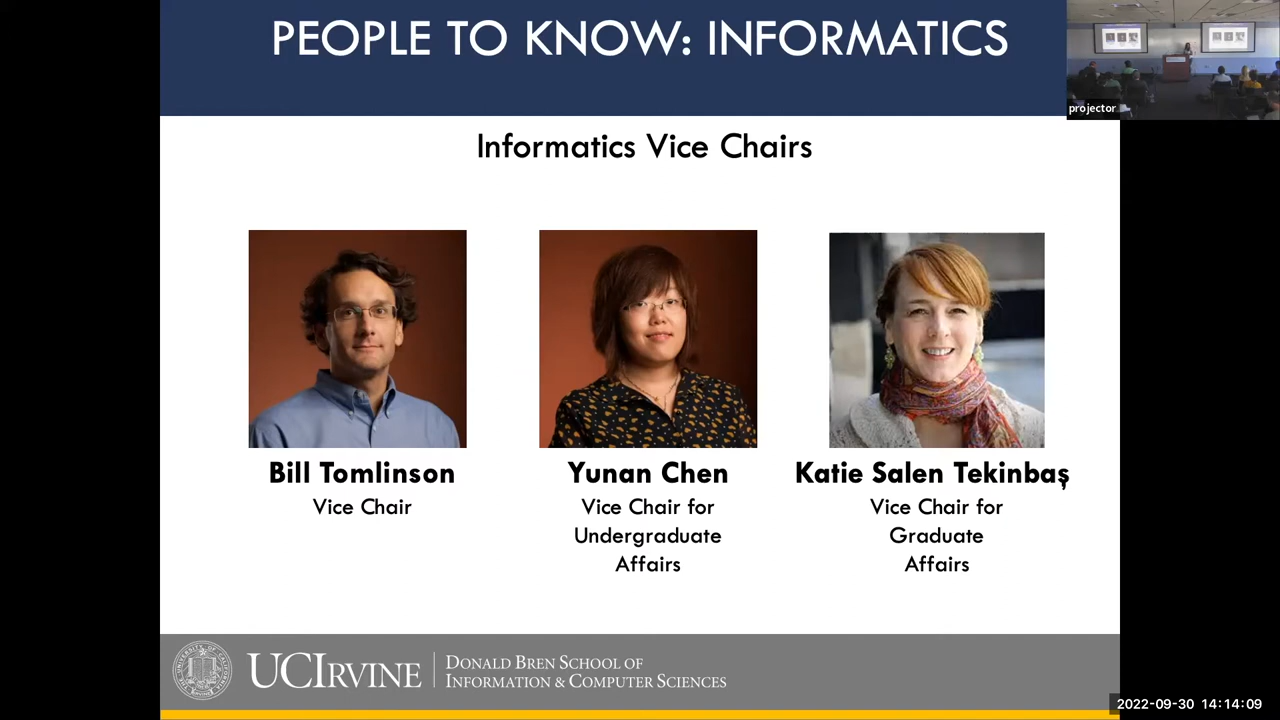 PEOPLE TO KNOW: INFORMATICS
projector
Informatics Vice Chairs
Bill Tomlinson
Vice Chair
Yunan Chen
Vice Chair for
Undergraduate
Affairs
Katie Salen Tekinbaş
Vice Chair for
Graduate
Affairs
UCIRVINE
DONALD BREN SCHOOL OF
INFORMATION & COMPUTER SCIENCES
2022-09-30 14:14:09